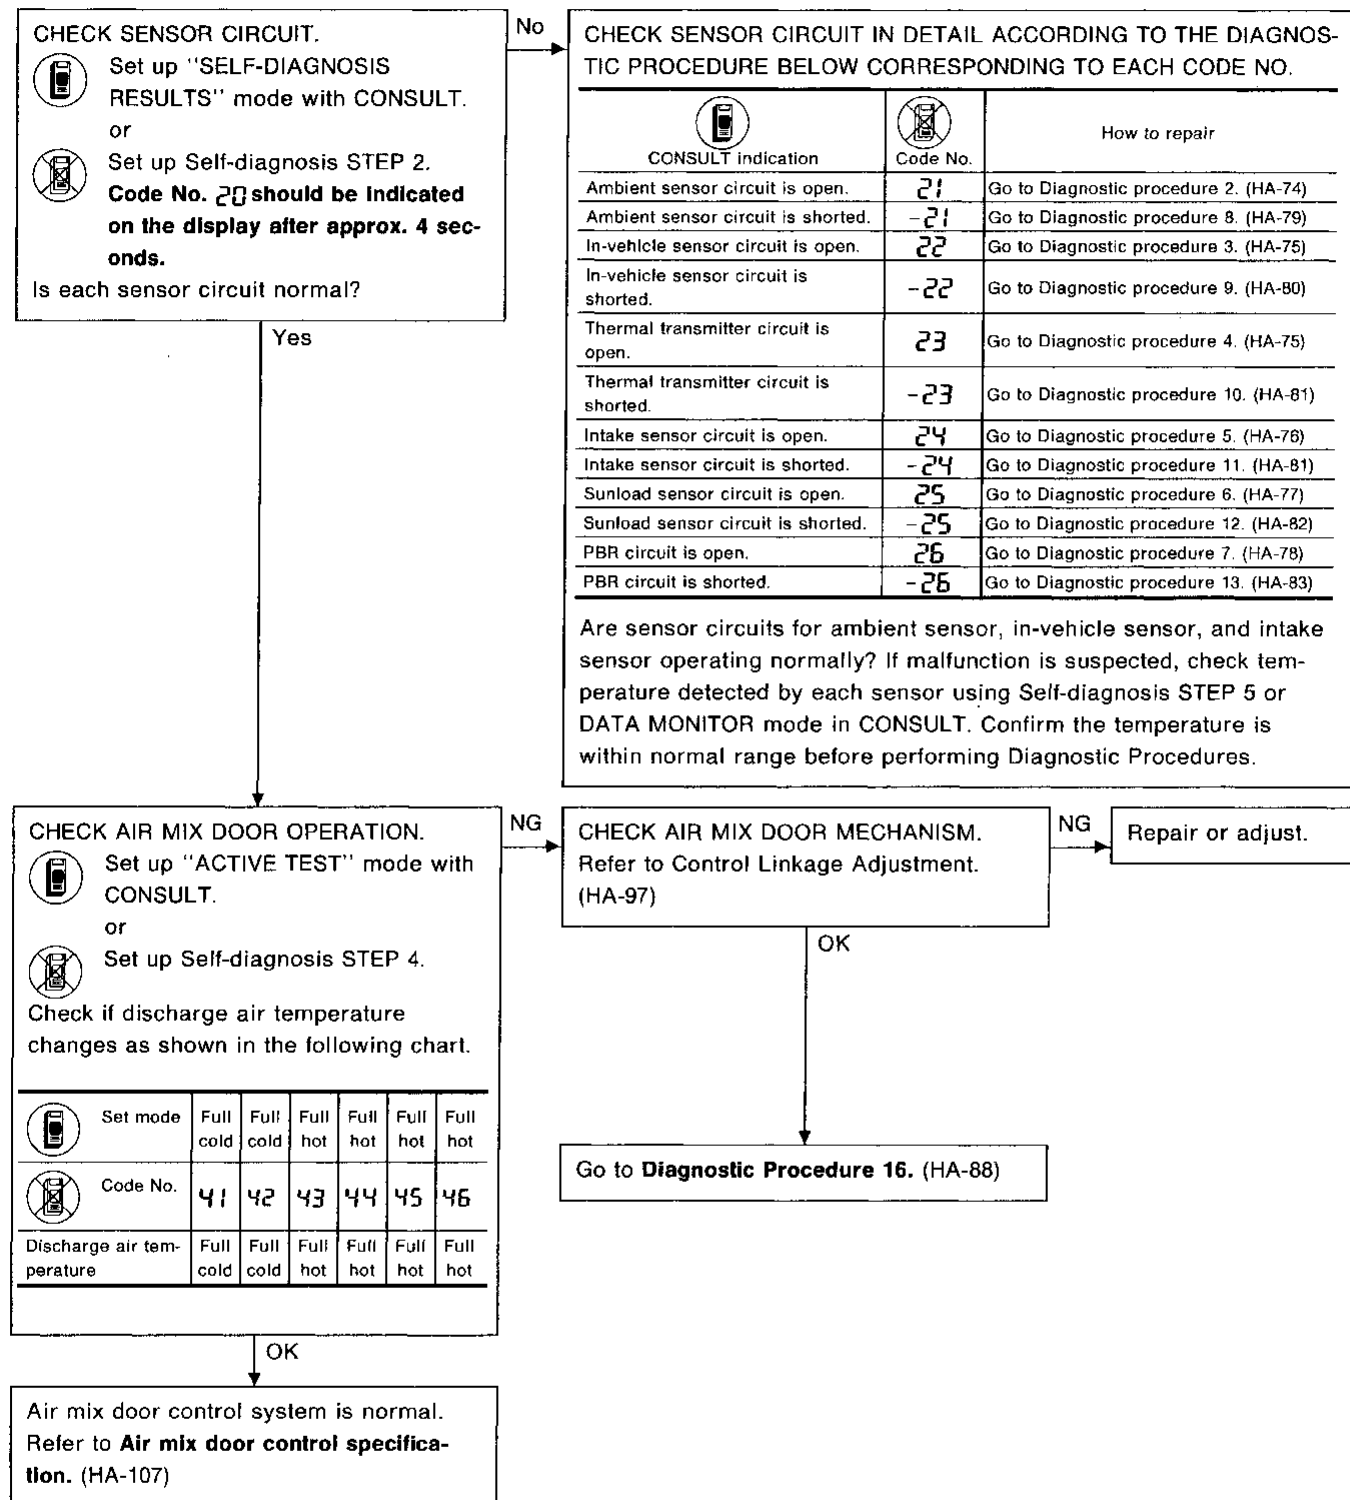 CHECK SENSOR CIRCUIT.
Set up "SELF-DIAGNOSIS
RESULTS" mode with CONSULT.
or
Set up Self-diagnosis STEP 2.
Code No. 20 should be indicated
on the display after approx. 4 sec-
onds.
Is each sensor circuit normal?
No
CHECK SENSOR CIRCUIT IN DETAIL ACCORDING TO THE DIAGNOS-
TIC PROCEDURE BELOW CORRESPONDING TO EACH CODE NO.
CONSULT indication Code No. How to repair
Ambient sensor circuit is open. 21 Go to Diagnostic procedure 2. (HA-74)
Ambient sensor circuit is shorted. -21 Go to Diagnostic procedure 8. (HA-79)
In-vehicle sensor circuit is open. 22 Go to Diagnostic procedure 3. (HA-75)
In-vehicle sensor circuit is
shorted. -22 Go to Diagnostic procedure 9. (HA-80)
Thermal transmitter circuit is
open. 23 Go to Diagnostic procedure 4. (HA-75)
Thermal transmitter circuit is
shorted. -23 Go to Diagnostic procedure 10. (HA-81)
Intake sensor circuit is open. 24 Go to Diagnostic procedure 5. (HA-76)
Intake sensor circuit is shorted. -24 Go to Diagnostic procedure 11. (HA-81)
Sunload sensor circuit is open. 25 Go to Diagnostic procedure 6. (HA-77)
Sunload sensor circuit is shorted. -25 Go to Diagnostic procedure 12. (HA-82)
PBR circuit is open. 26 Go to Diagnostic procedure 7. (HA-78)
PBR circuit is shorted. -26 Go to Diagnostic procedure 13. (HA-83)
Are sensor circuits for ambient sensor, in-vehicle sensor, and intake
sensor operating normally? If malfunction is suspected, check tem-
perature detected by each sensor using Self-diagnosis STEP 5 or
DATA MONITOR mode in CONSULT. Confirm the temperature is
within normal range before performing Diagnostic Procedures.
Yes
CHECK AIR MIX DOOR OPERATION.
Set up "ACTIVE TEST" mode with
CONSULT.
or
Set up Self-diagnosis STEP 4.
Check if discharge air temperature
changes as shown in the following chart.
Set mode Full Full Full Full Full Full
cold cold hot hot hot hot
Code No. 41 42 43 44 45 46
Discharge air tem- Full Full Full Full Full Full
perature cold cold hot hot hot hot
NG
CHECK AIR MIX DOOR MECHANISM.
Refer to Control Linkage Adjustment.
(HA-97)
NG
Repair or adjust.
OK
Go to Diagnostic Procedure 16. (HA-88)
OK
Air mix door control system is normal.
Refer to Air mix door control specifica-
tion. (HA-107)